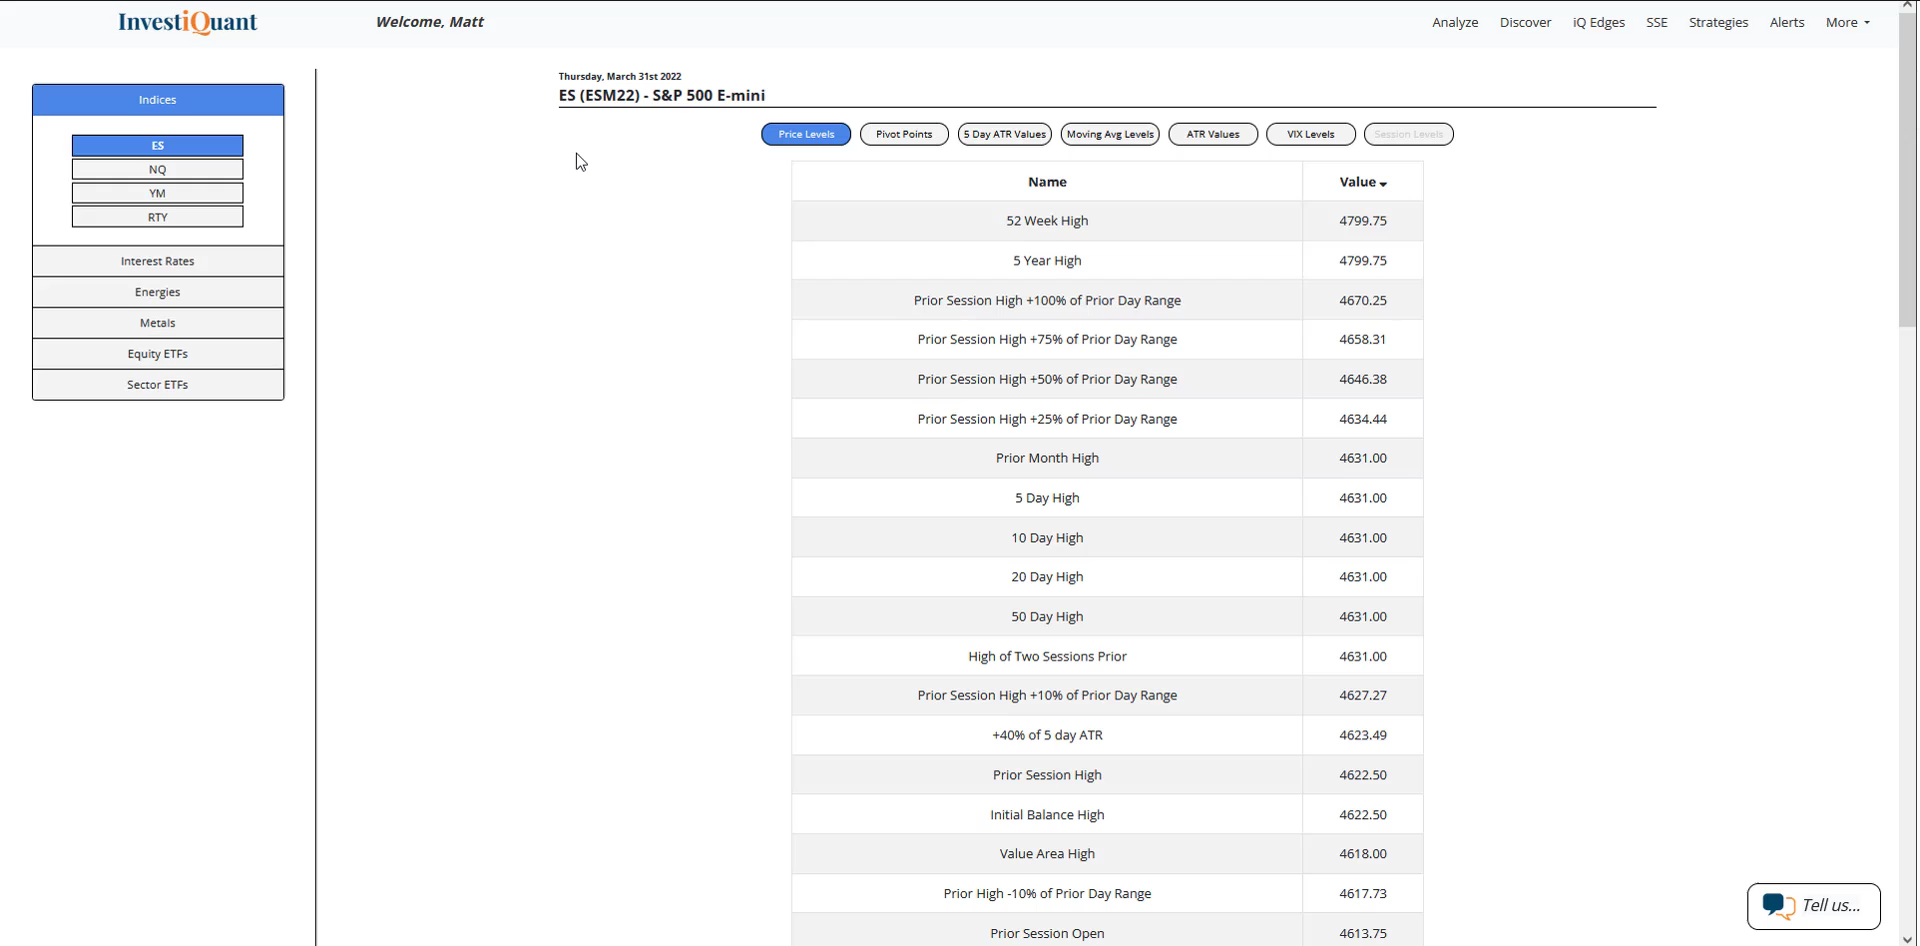 InvestiQuant
Welcome, Matt
Analyze Discover iQ Edges SSE Strategies Alerts More
Indices
ES
NQ
YM
RTY
Interest Rates
Energies
Metals
Equity ETFs
Sector ETFs
Thursday, March 31st 2022
ES (ESM22) - S&P 500 E-mini
Price Levels Pivot Points 5 Day ATR Values Moving Avg Levels ATR Values VIX Levels Session Levels
Name Value
52 Week High 4799.75
5 Year High 4799.75
Prior Session High +100% of Prior Day Range 4670.25
Prior Session High +75% of Prior Day Range 4658.31
Prior Session High +50% of Prior Day Range 4646.38
Prior Session High +25% of Prior Day Range 4634.44
Prior Month High 4631.00
5 Day High 4631.00
10 Day High 4631.00
20 Day High 4631.00
50 Day High 4631.00
High of Two Sessions Prior 4631.00
Prior Session High +10% of Prior Day Range 4627.27
+40% of 5 day ATR 4623.49
Prior Session High 4622.50
Initial Balance High 4622.50
Value Area High 4618.00
Prior High -10% of Prior Day Range 4617.73
Prior Session Open 4613.75
Tell us...